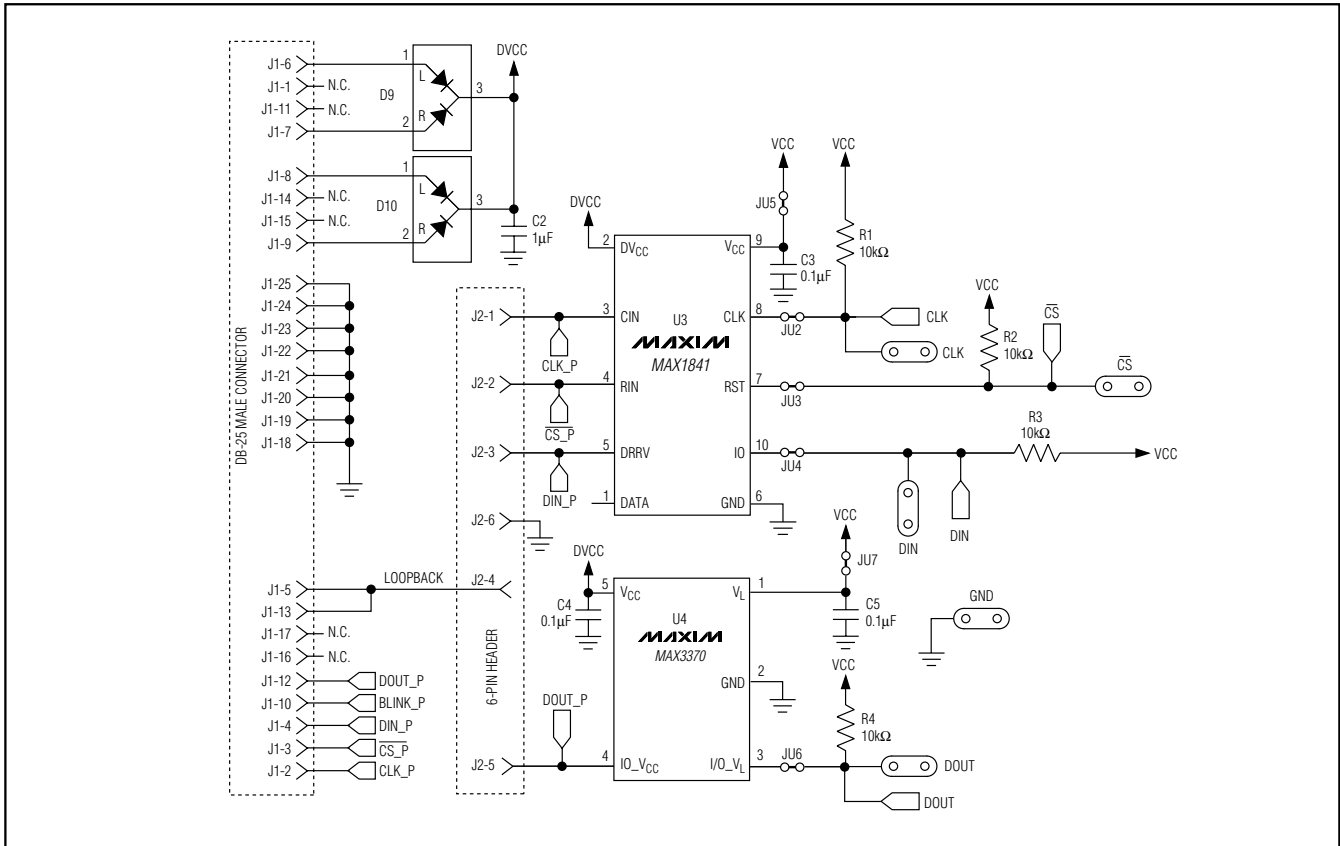 DB-25 MALE CONNECTOR
J1-6
J1-1
N.C.
J1-11
N.C.
J1-7
1
L
D9
R
2
3
DVCC
J1-8
J1-14
N.C.
J1-15
N.C.
J1-9
1
L
D10
R
2
3
C2
1µF
J1-25
J1-24
J1-23
J1-22
J1-21
J1-20
J1-19
J1-18
J1-5
LOOPBACK
J1-13
J1-17
N.C.
J1-16
N.C.
J1-12
DOUT_P
J1-10
BLINK_P
J1-4
DIN_P
J1-3
CS_P
J1-2
CLK_P
6-PIN HEADER
J2-1
CLK_P
J2-2
CS_P
J2-3
DIN_P
J2-6
J2-4
J2-5
DOUT_P
DVCC
2
DVCC
3
CIN
4
RIN
5
DRRV
1
DATA
U3
MAXIM
MAX1841
VCC
9
CLK
8
RST
7
IO
10
GND
6
VCC
JU5
C3
0.1µF
VCC
R1
10kΩ
JU2
CLK
CLK
VCC
R2
10kΩ
CS
JU3
CS
JU4
R3
10kΩ
VCC
DIN
DIN
DVCC
C4
0.1µF
5
VCC
4
IO_VCC
U4
MAXIM
MAX3370
VL
1
GND
2
I/O_VL
3
VCC
JU7
C5
0.1µF
GND
VCC
R4
10kΩ
JU6
DOUT
DOUT